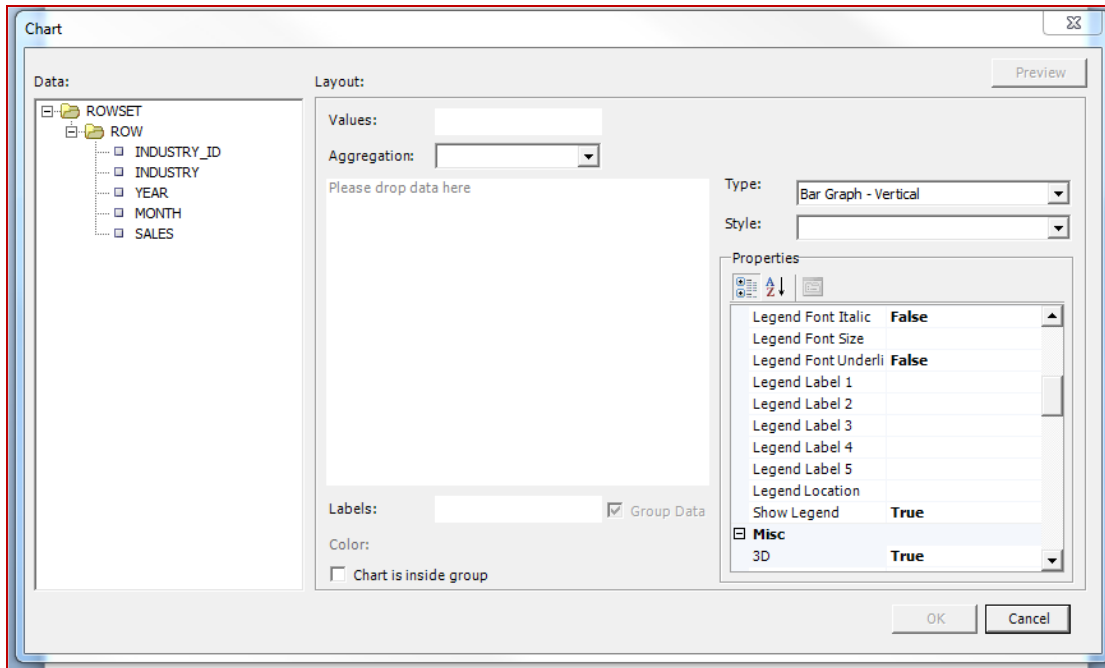 Chart
Preview
Data:
Layout:
ROWSET
ROW
INDUSTRY_ID
INDUSTRY
YEAR
MONTH
SALES
Values:
Aggregation:
Please drop data here
Labels:
Group Data
Color:
Chart is inside group
Type: Bar Graph - Vertical
Style:
Properties
A
Z
Legend Font Italic False
Legend Font Size
Legend Font Underli False
Legend Label 1
Legend Label 2
Legend Label 3
Legend Label 4
Legend Label 5
Legend Location
Show Legend True
Misc
3D True
OK
Cancel